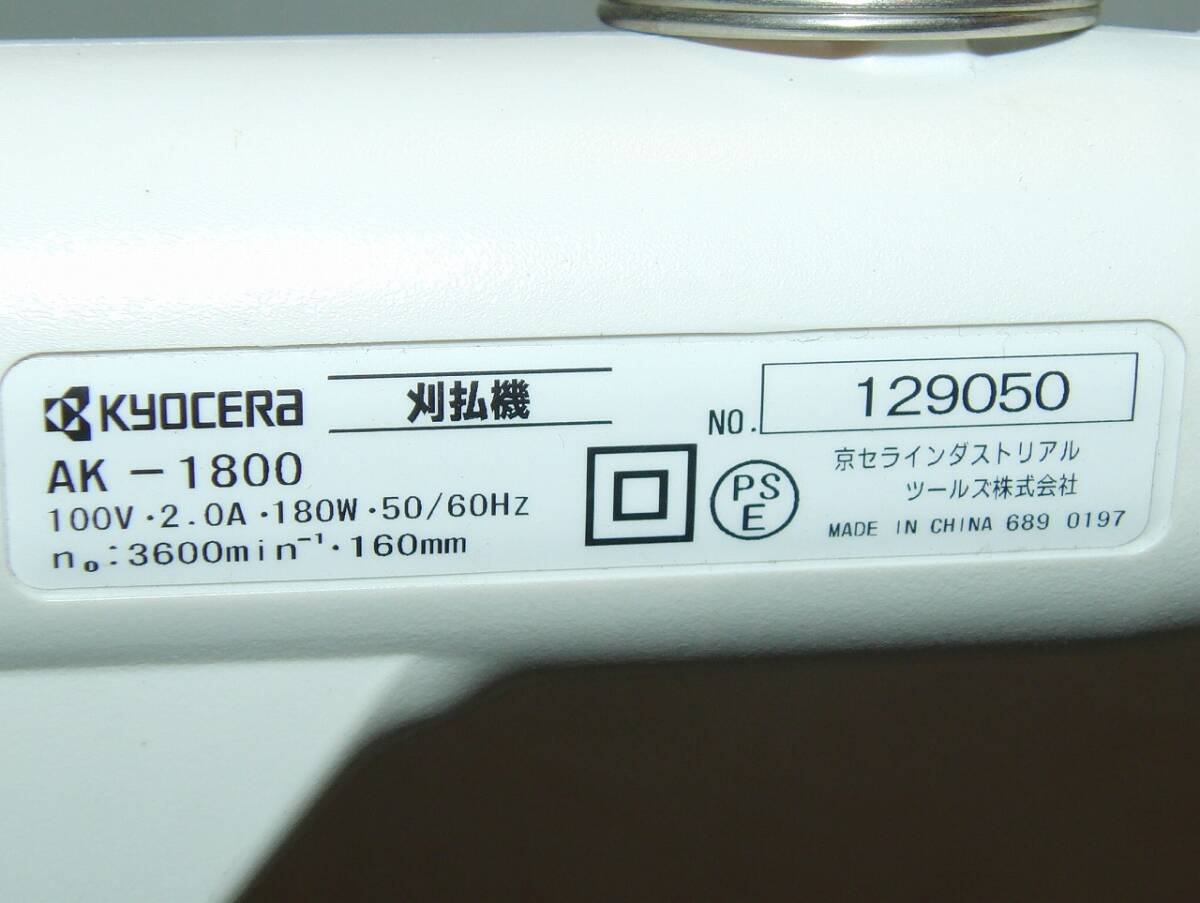 KYOCERA
刈払機
NO. 129050
AK-1800
100V・2.0A・180W・50/60Hz
n₀:3600min⁻¹・160mm
PS
E
京セラインダストリアル
ツールズ株式会社
MADE IN CHINA 689 0197